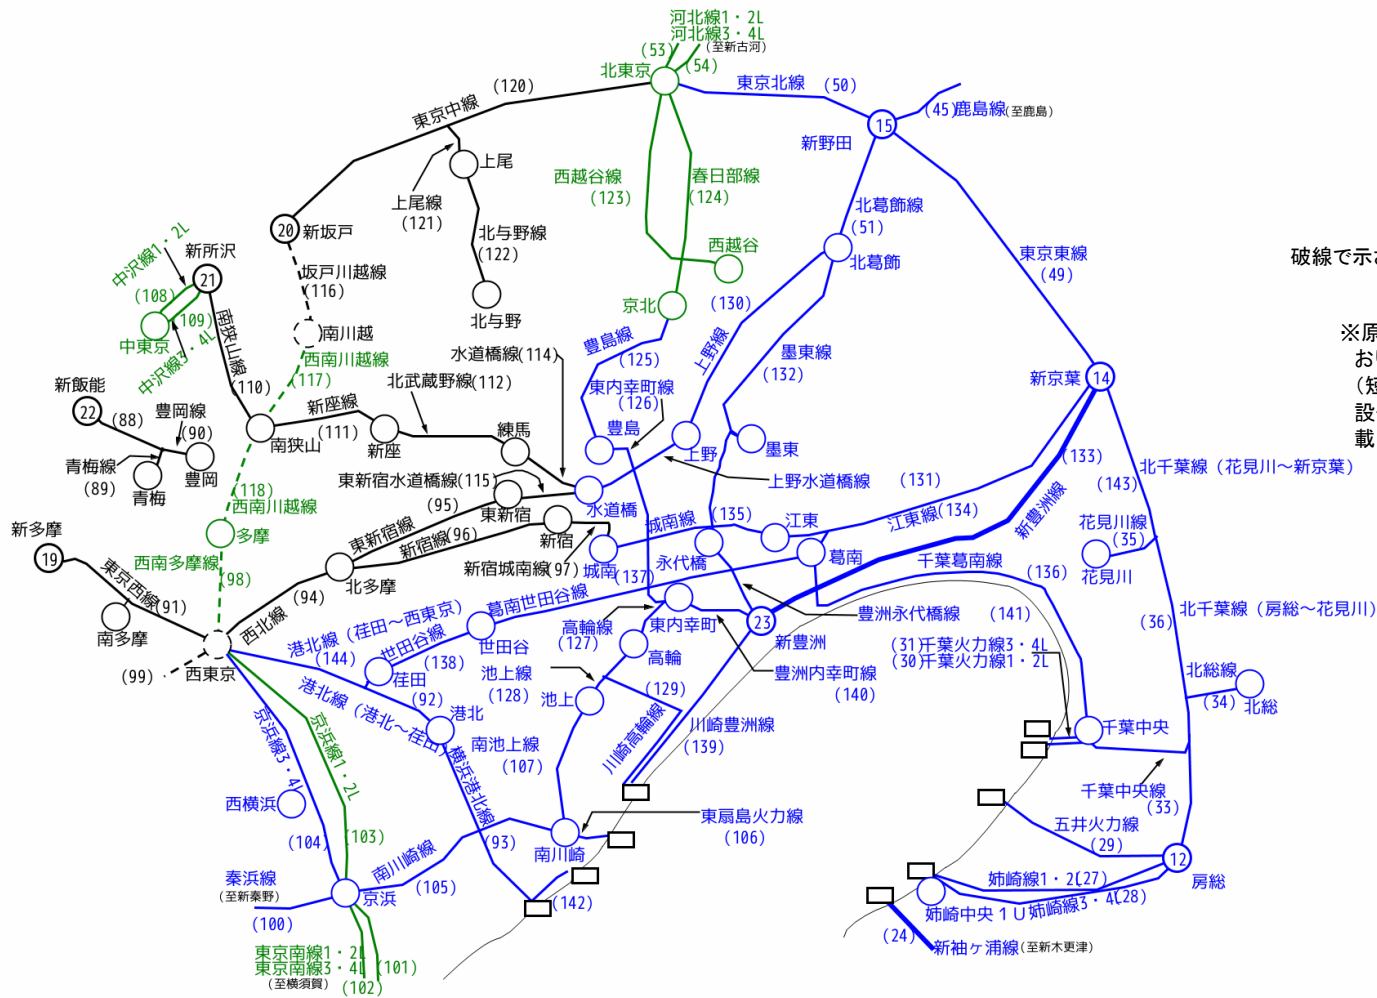 河北線1・2L
河北線3・4L
(至新古河)
(53)
(54)
北東京
東京北線 (50)
(45)
鹿島線(至鹿島)
15
新野田
(120)
東京中線
上尾
上尾線
(121)
北与野線
(122)
北与野
西越谷線
(123)
春日部線
(124)
西越谷
京北
北葛飾線
(51)
北葛飾
東京東線
(49)
破線で示
20
新坂戸
坂戸川越線
(116)
南川越
西南川越線
(117)
中沢線1・2L
新所沢
21
(108)
(109)
中東京
中沢線3・4L
南狭山線
(110)
(130)
上野線
墨東線
(132)
豊島線
(125)
水道橋線(114)
北武蔵野線(112)
東内幸町線
(126)
新京葉
14
新飯能
22
(88)
豊岡線
(90)
青梅線
(89)
青梅
豊岡
新座線
(111)
南狭山
新座
練馬
豊島
上野
墨東
東新宿水道橋線(115)
上野水道橋線
(118)
西南川越線
(95)
東新宿
水道橋
(131)
(133)
北千葉線(花見川~新京葉)
(143)
新多摩
19
東京西線
(91)
南多摩
多摩
西南多摩線
(98)
東新宿線
新宿線(96)
新宿
新宿城南線(97)
北多摩
(94)
西北線
城南線
(135)
城南
(137)
江東
江東線(134)
永代橋
葛南
新豊洲線
千葉葛南線
(136)
花見川線
(35)
花見川
葛南世田谷線
世田谷
高輪線
(127)
東内幸町
23
新豊洲
豊洲永代橋線
(141)
(36)
北千葉線(房総~花見川)
(99)
西東京
港北線(荏田~西東京)
(144)
世田谷線
(138)
荏田
(92)
港北線(港北~荏田)
港北
高輪
池上線
(128)
池上
(129)
豊洲内幸町線
(140)
(31)千葉火力線3・4L
(30)千葉火力線1・2L
北総線
(34)
北総
京浜線3・4L
京浜線1・2L
横浜港北線
南池上線
(107)
川崎高輪線
川崎豊洲線
(139)
千葉中央
千葉中央線
(33)
西横浜
(104)
(103)
(93)
南川崎線
(105)
南川崎
東扇島火力線
(106)
五井火力線
(29)
12
房総
秦浜線
(至新秦野)
(100)
京浜
(142)
姉崎線1・2L
(27)
姉崎中央1U
姉崎線3・4L
(28)
(24)
新袖ヶ浦線(至新木更津)
東京南線1・2L
東京南線3・4L
(101)
(至横須賀)
(102)
※原
お
(短
設
載